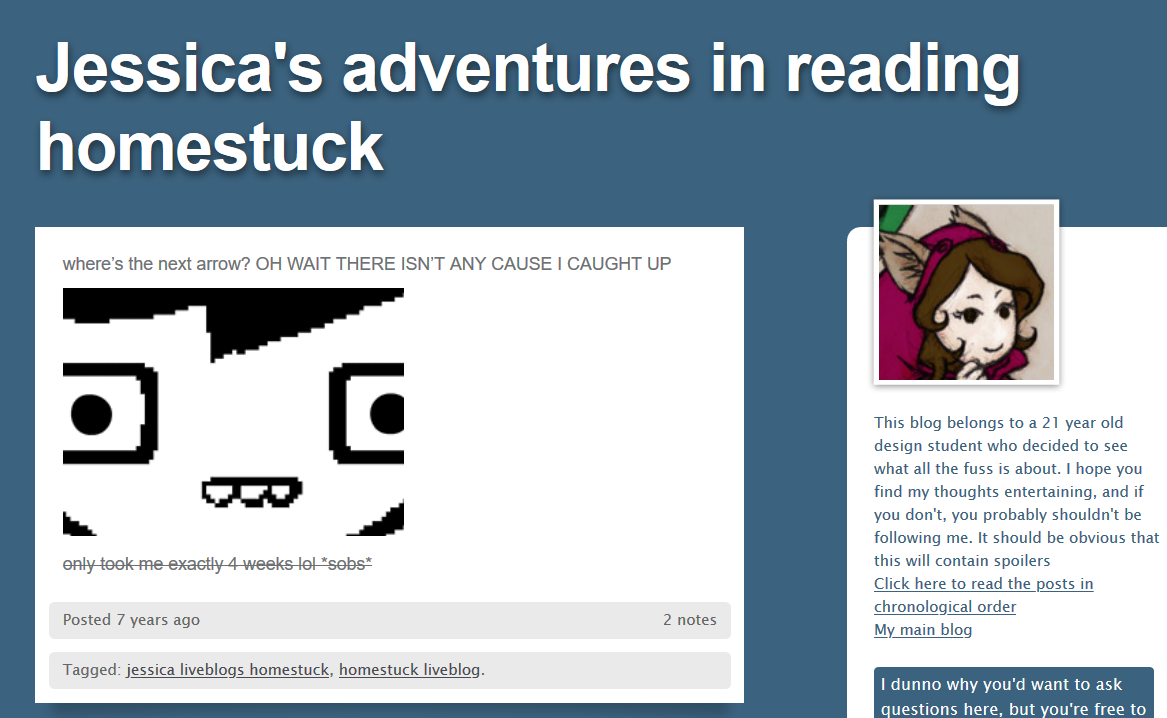 Jessica's adventures in reading
homestuck
where’s the next arrow? OH WAIT THERE ISN’T ANY CAUSE I CAUGHT UP
only took me exactly 4 weeks lol *sobs*
Posted 7 years ago
2 notes
Tagged: jessica liveblogs homestuck, homestuck liveblog.
This blog belongs to a 21 year old
design student who decided to see
what all the fuss is about. I hope you
find my thoughts entertaining, and if
you don't, you probably shouldn't be
following me. It should be obvious that
this will contain spoilers
Click here to read the posts in
chronological order
My main blog
I dunno why you'd want to ask
questions here, but you're free to